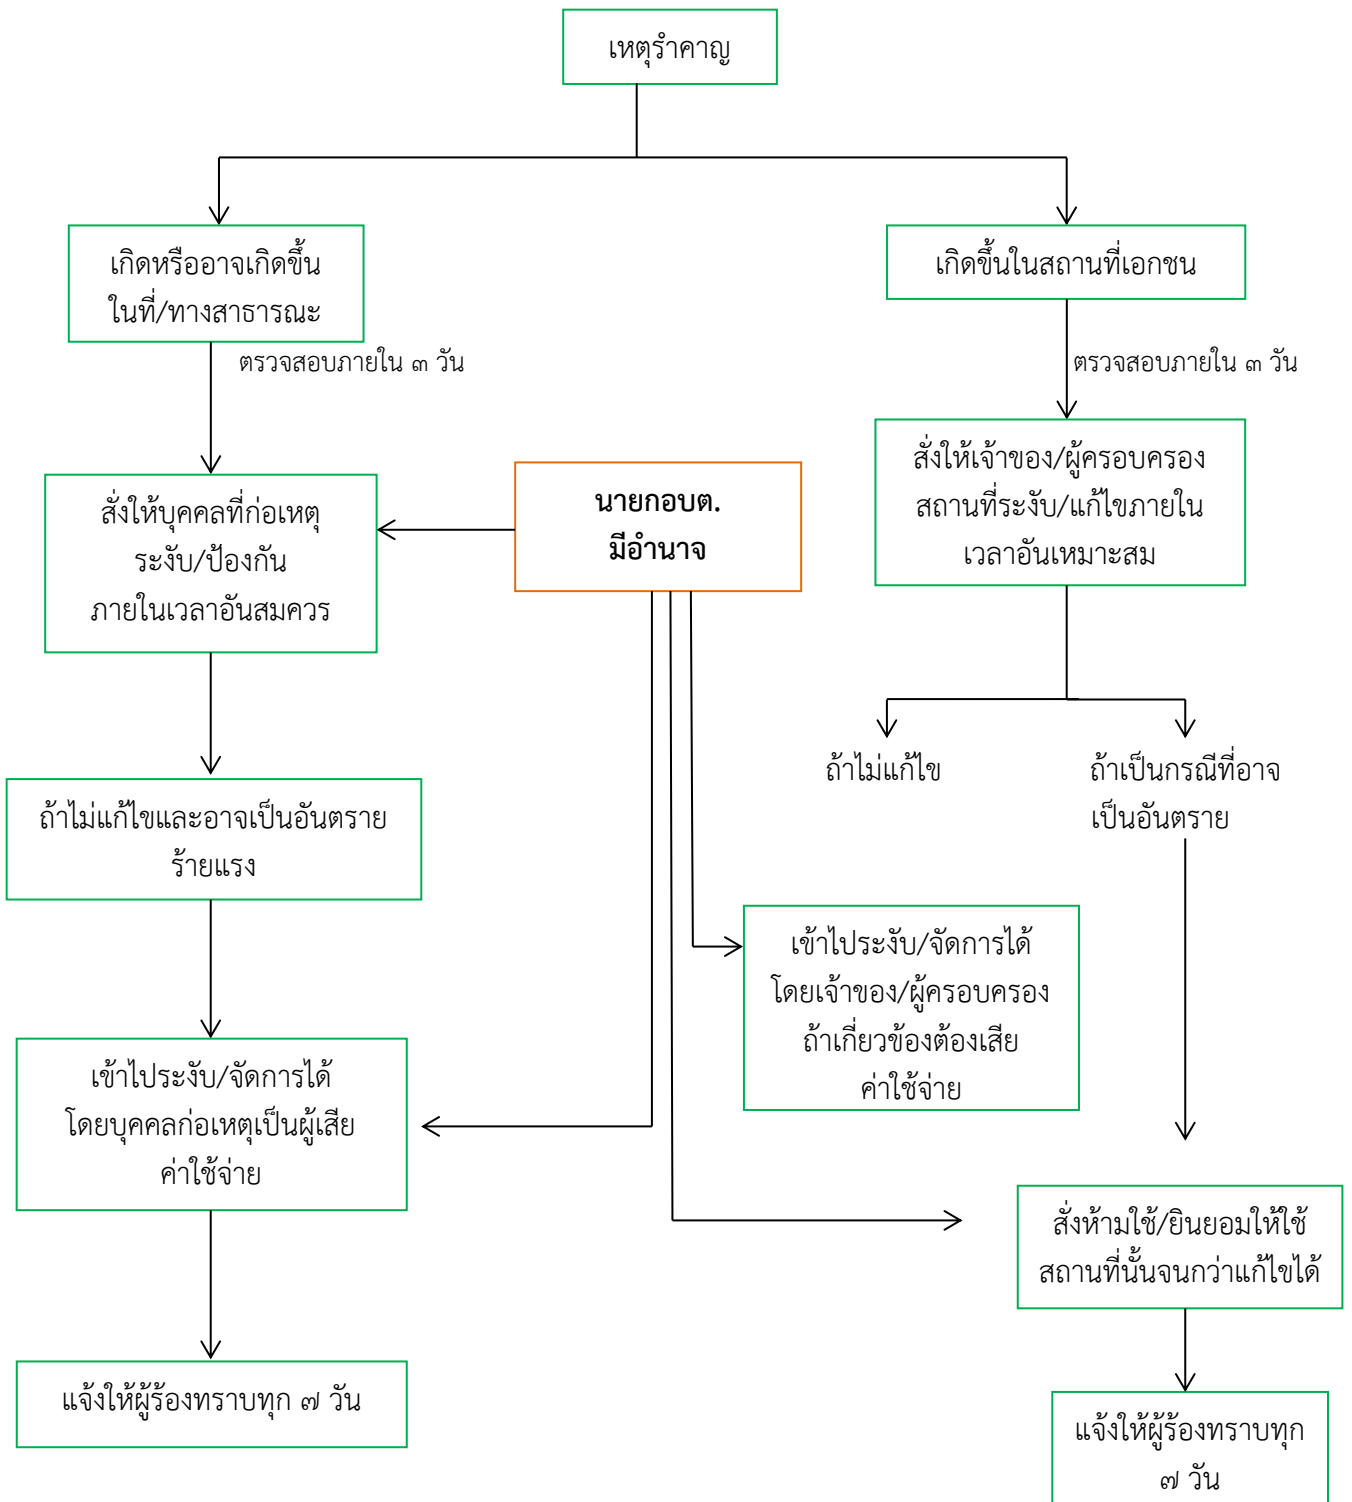 เหตุรำคาญ
เกิดหรืออาจเกิดขึ้น
ในที่/ทางสาธารณะ
เกิดขึ้นในสถานที่เอกชน
ตรวจสอบภายใน ๓ วัน
ตรวจสอบภายใน ๓ วัน
สั่งให้บุคคลที่ก่อเหตุ
ระงับ/ป้องกัน
ภายในเวลาอันสมควร
นายกอบต.
มีอำนาจ
สั่งให้เจ้าของ/ผู้ครอบครอง
สถานที่ระงับ/แก้ไขภายใน
เวลาอันเหมาะสม
ถ้าไม่แก้ไข
ถ้าเป็นกรณีที่อาจ
เป็นอันตราย
ถ้าไม่แก้ไขและอาจเป็นอันตราย
ร้ายแรง
เข้าไประงับ/จัดการได้
โดยเจ้าของ/ผู้ครอบครอง
ถ้าเกี่ยวข้องต้องเสีย
ค่าใช้จ่าย
เข้าไประงับ/จัดการได้
โดยบุคคลก่อเหตุเป็นผู้เสีย
ค่าใช้จ่าย
สั่งห้ามใช้/ยินยอมให้ใช้
สถานที่นั้นจนกว่าแก้ไขได้
แจ้งให้ผู้ร้องทราบทุก ๗ วัน
แจ้งให้ผู้ร้องทราบทุก
๗ วัน